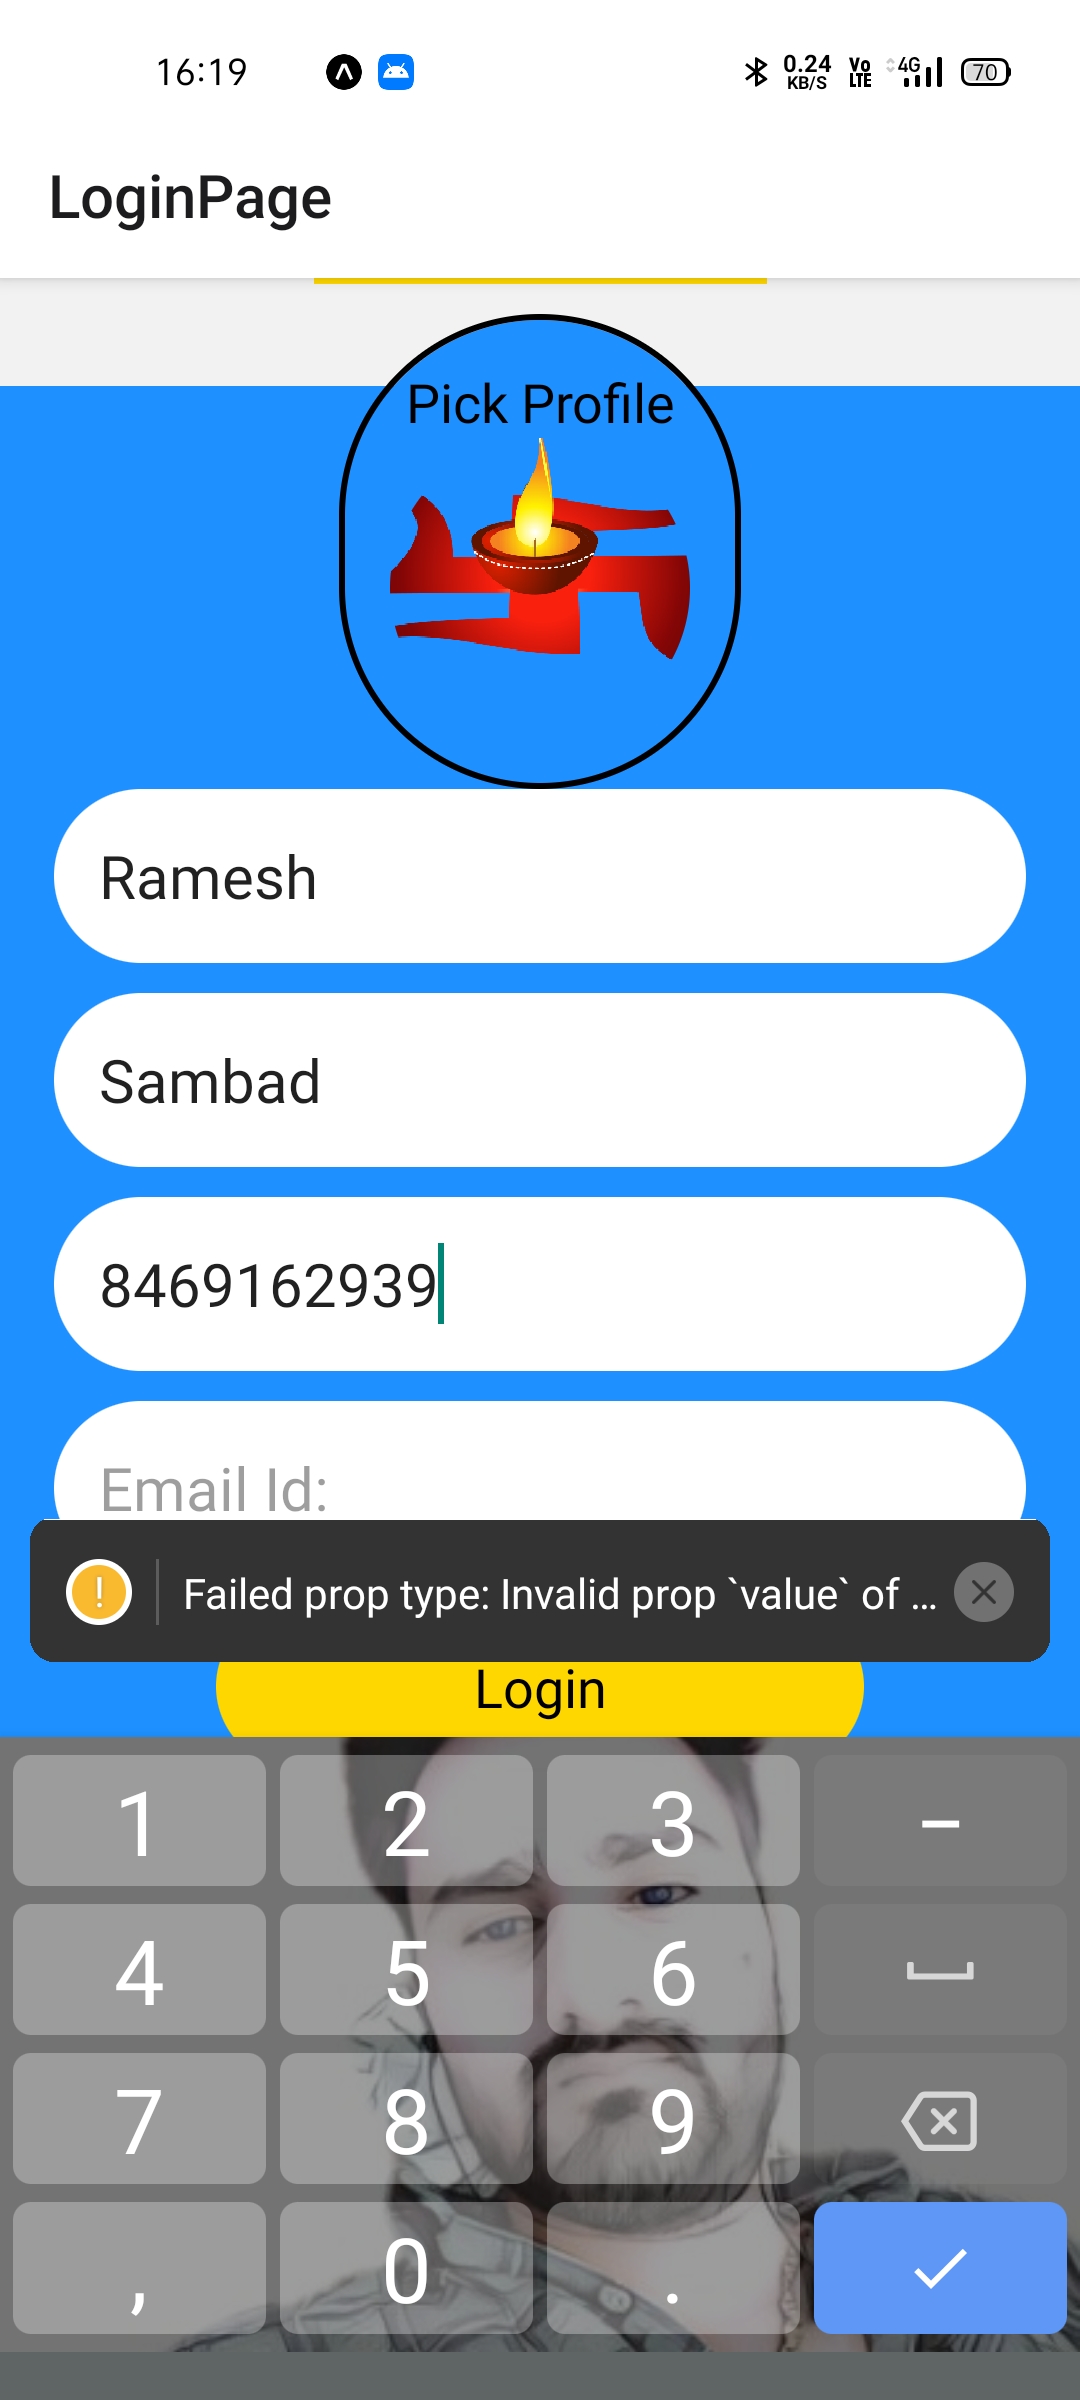 16:19
0.24 KB/S Vo LTE 4G 70
LoginPage
Pick Profile
Ramesh
Sambad
8469162939
Email Id:
Failed prop type: Invalid prop `value` of ...
Login
1 2 3 –
4 5 6
7 8 9
, 0 .